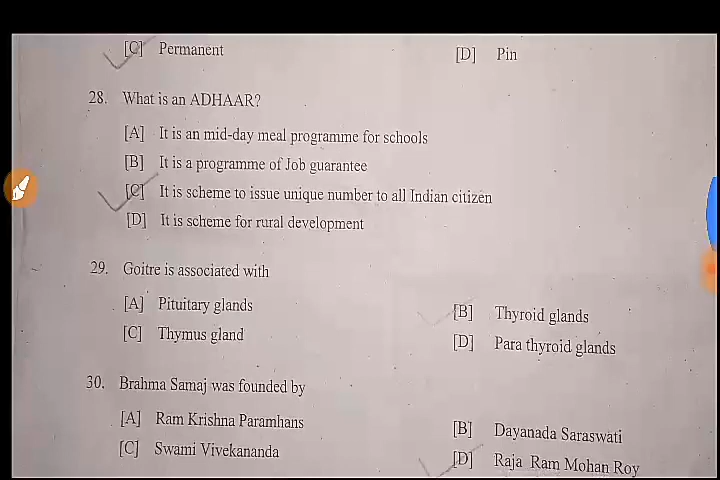 [C] Permanent [D] Pin
28. What is an ADHAAR?
[A] It is an mid-day meal programme for schools
[B] It is a programme of Job guarantee
[C] It is scheme to issue unique number to all Indian citizen
[D] It is scheme for rural development
29. Goitre is associated with
[A] Pituitary glands [B] Thyroid glands
[C] Thymus gland [D] Para thyroid glands
30. Brahma Samaj was founded by
[A] Ram Krishna Paramhans [B] Dayanada Saraswati
[C] Swami Vivekananda [D] Raja Ram Mohan Roy